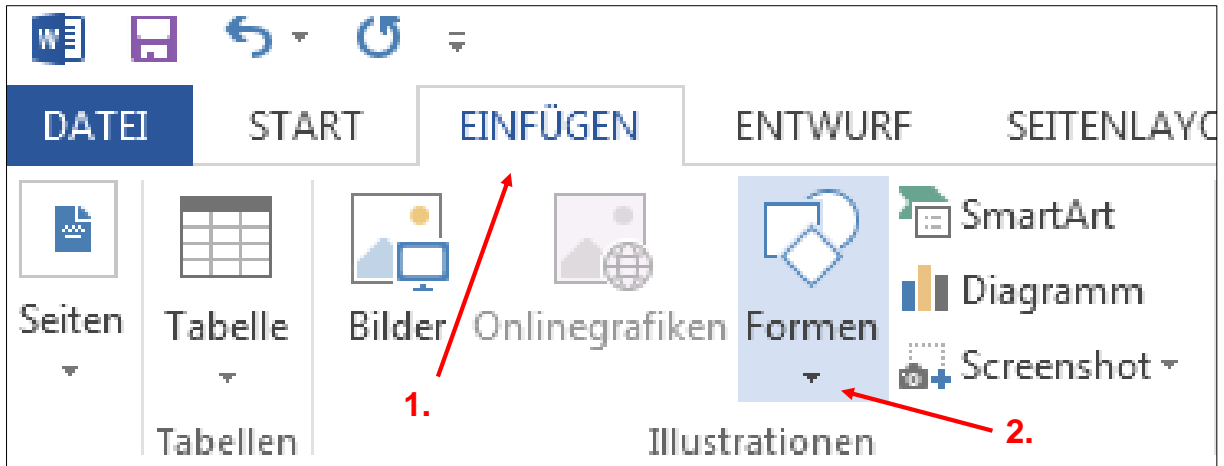 DATEI START EINFÜGEN ENTWURF SEITENLAYO
SmartArt
Diagramm
Seiten Tabelle Bilder Onlinegrafiken Formen
Screenshot
1.
2.
Tabellen Illustrationen